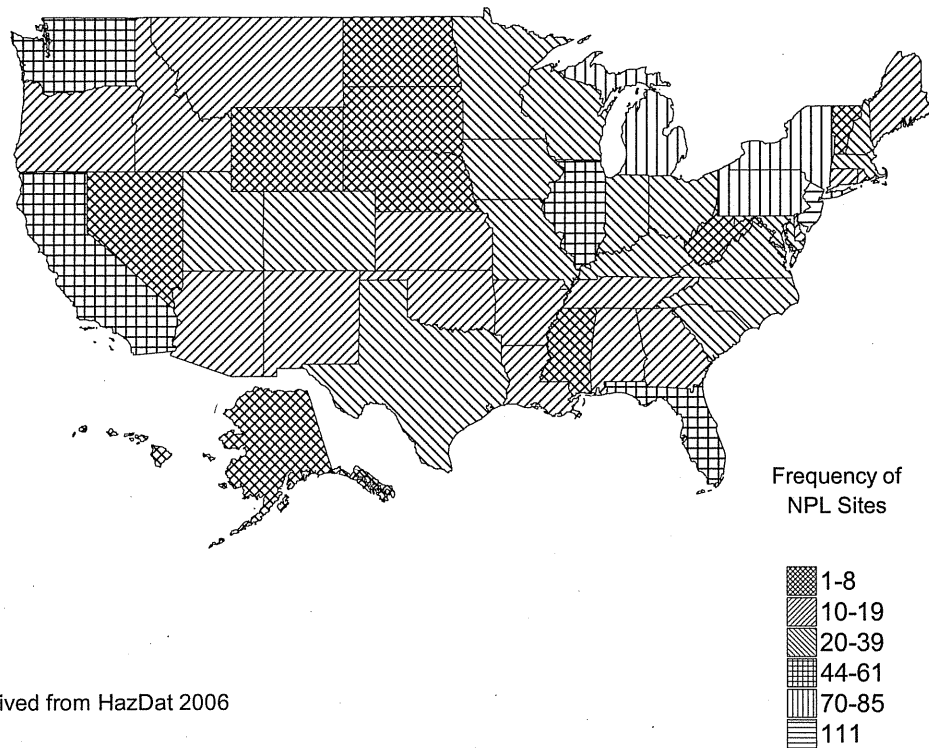 Frequency of
NPL Sites
1-8
10-19
20-39
44-61
70-85
111
ived from HazDat 2006